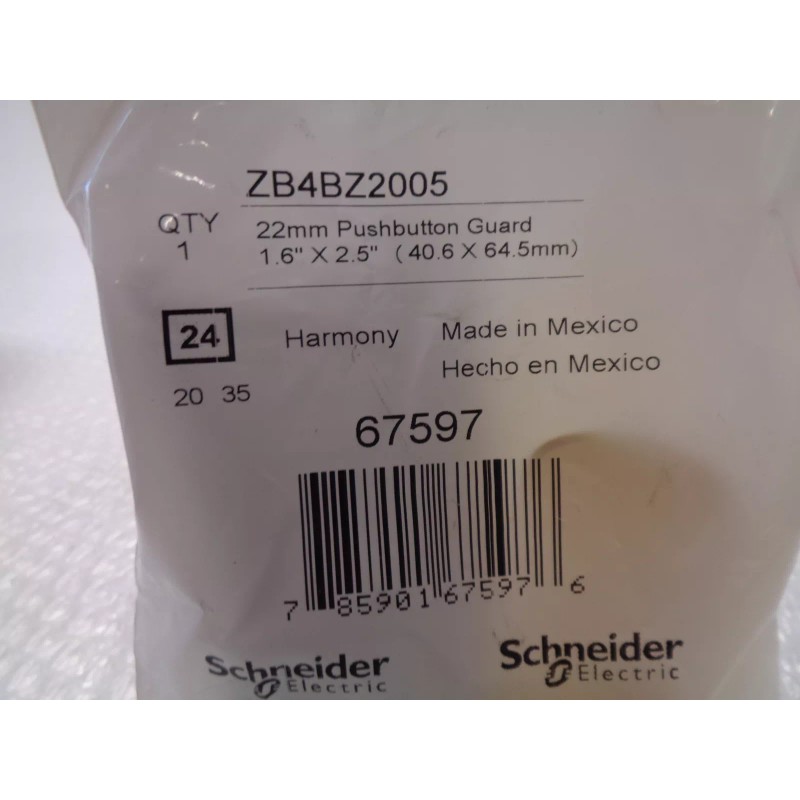 ZB4BZ2005
QTY
1
22mm Pushbutton Guard
1.6" X 2.5" (40.6 X 64.5mm)
24
Harmony
Made in Mexico
Hecho en Mexico
20 35
67597
7 85901 67597 6
Schneider
Electric
Schneider
Electric